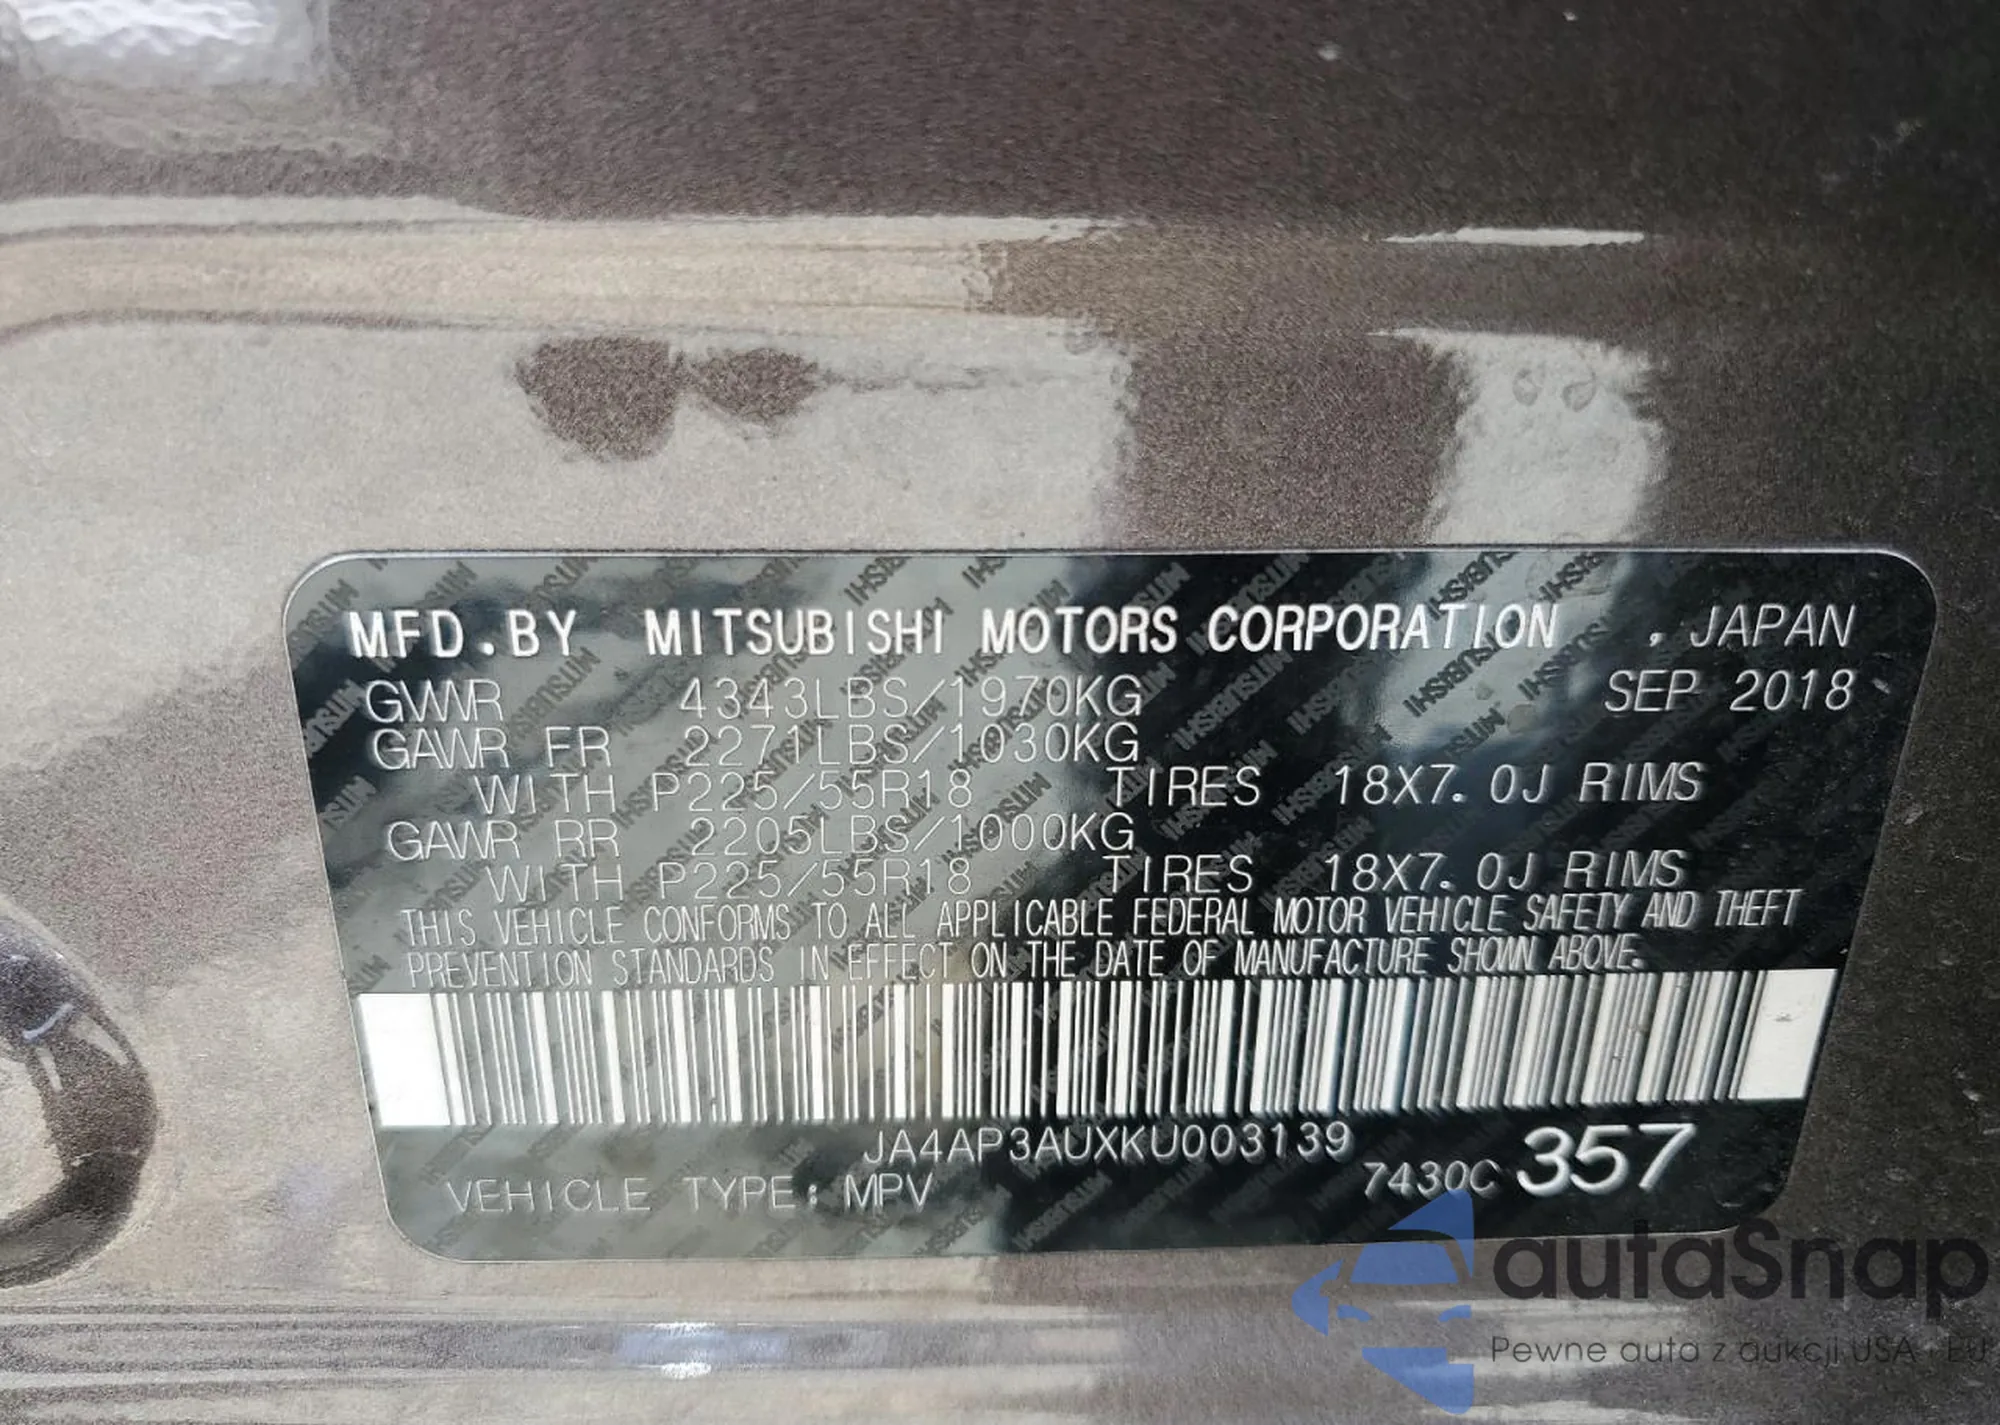 MFD.BY MITSUBISHI MOTORS CORPORATION , JAPAN
GVWR 4343LBS/1970KG SEP 2018
GAWR FR 2271LBS/1030KG
WITH P225/55R18 TIRES 18X7.0J RIMS
GAWR RR 2205LBS/1000KG
WITH P225/55R18 TIRES 18X7.0J RIMS
THIS VEHICLE CONFORMS TO ALL APPLICABLE FEDERAL MOTOR VEHICLE SAFETY AND THEFT
PREVENTION STANDARDS IN EFFECT ON THE DATE OF MANUFACTURE SHOWN ABOVE.
JA4AP3AUXKU003139
VEHICLE TYPE: MPV 7430C 357
autaSnap
Pewne auta z aukcji USA i EU